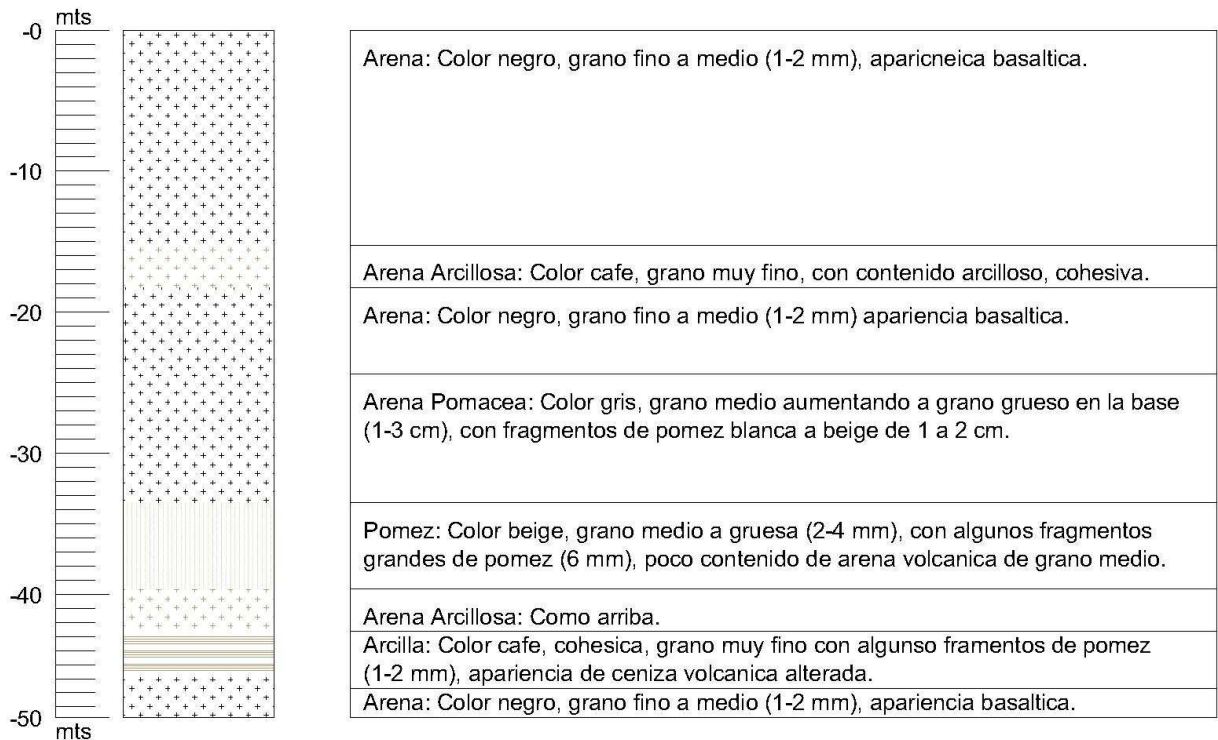 mts
-0
Arena: Color negro, grano fino a medio (1-2 mm), aparicneica basaltica.
-10
Arena Arcillosa: Color cafe, grano muy fino, con contenido arcilloso, cohesiva.
-20
Arena: Color negro, grano fino a medio (1-2 mm) apariencia basaltica.
Arena Pomacea: Color gris, grano medio aumentando a grano grueso en la base
(1-3 cm), con fragmentos de pomez blanca a beige de 1 a 2 cm.
-30
Pomez: Color beige, grano medio a gruesa (2-4 mm), con algunos fragmentos
grandes de pomez (6 mm), poco contenido de arena volcanica de grano medio.
-40
Arena Arcillosa: Como arriba.
Arcilla: Color cafe, cohesica, grano muy fino con algunso framentos de pomez
(1-2 mm), apariencia de ceniza volcanica alterada.
Arena: Color negro, grano fino a medio (1-2 mm), apariencia basaltica.
-50
mts